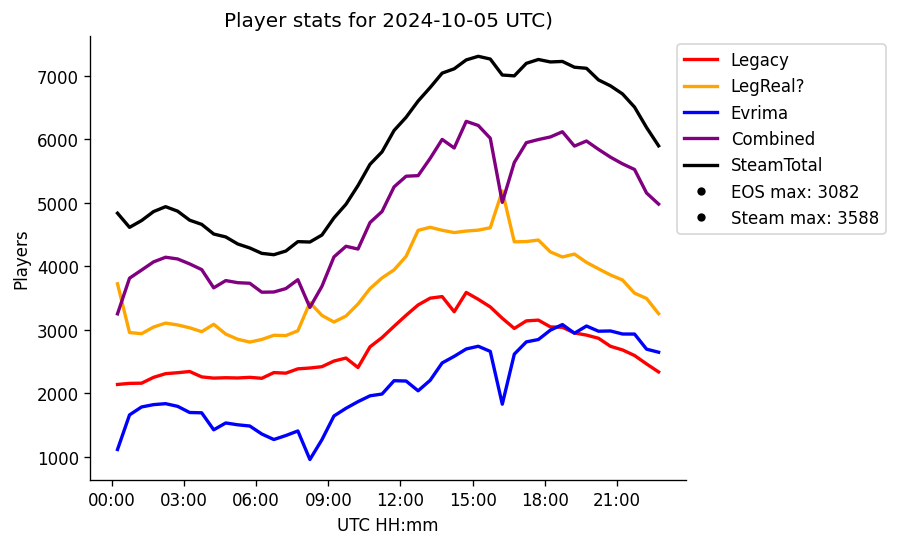 Player stats for 2024-10-05 UTC)
Players
7000
6000
5000
4000
3000
2000
1000
00:00 03:00 06:00 09:00 12:00 15:00 18:00 21:00
UTC HH:mm
Legacy
LegReal?
Evrima
Combined
SteamTotal
EOS max: 3082
Steam max: 3588